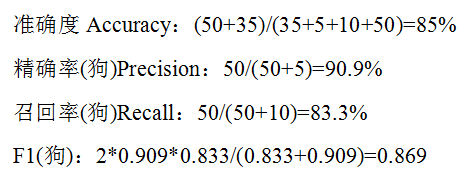 准确度 Accuracy：(50+35)/(35+5+10+50)=85%
精确率(狗)Precision：50/(50+5)=90.9%
召回率(狗)Recall：50/(50+10)=83.3%
F1(狗)：2*0.909*0.833/(0.833+0.909)=0.869